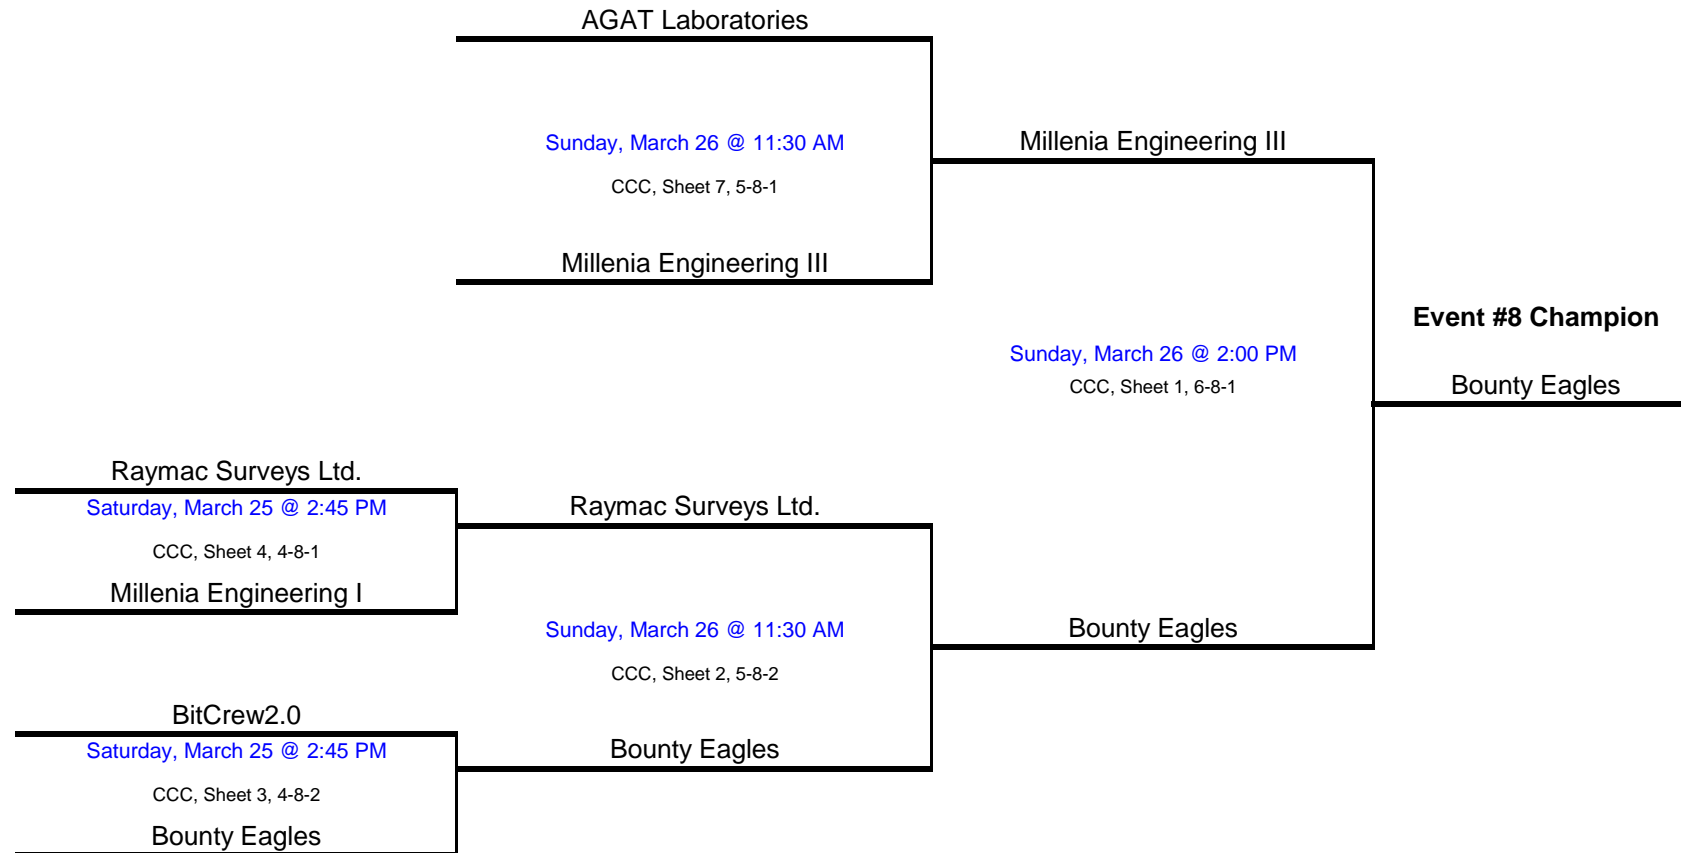 AGAT Laboratories
Sunday, March 26 @ 11:30 AM
Millenia Engineering III
CCC, Sheet 7, 5-8-1
Millenia Engineering III
Event #8 Champion
Sunday, March 26 @ 2:00 PM
CCC, Sheet 1, 6-8-1
Bounty Eagles
Raymac Surveys Ltd.
Saturday, March 25 @ 2:45 PM
Raymac Surveys Ltd.
CCC, Sheet 4, 4-8-1
Millenia Engineering I
Sunday, March 26 @ 11:30 AM
Bounty Eagles
CCC, Sheet 2, 5-8-2
BitCrew2.0
Saturday, March 25 @ 2:45 PM
Bounty Eagles
CCC, Sheet 3, 4-8-2
Bounty Eagles